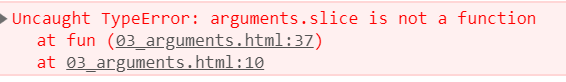 Uncaught TypeError: arguments.slice is not a function
at fun (03_arguments.html:37)
at 03_arguments.html:10